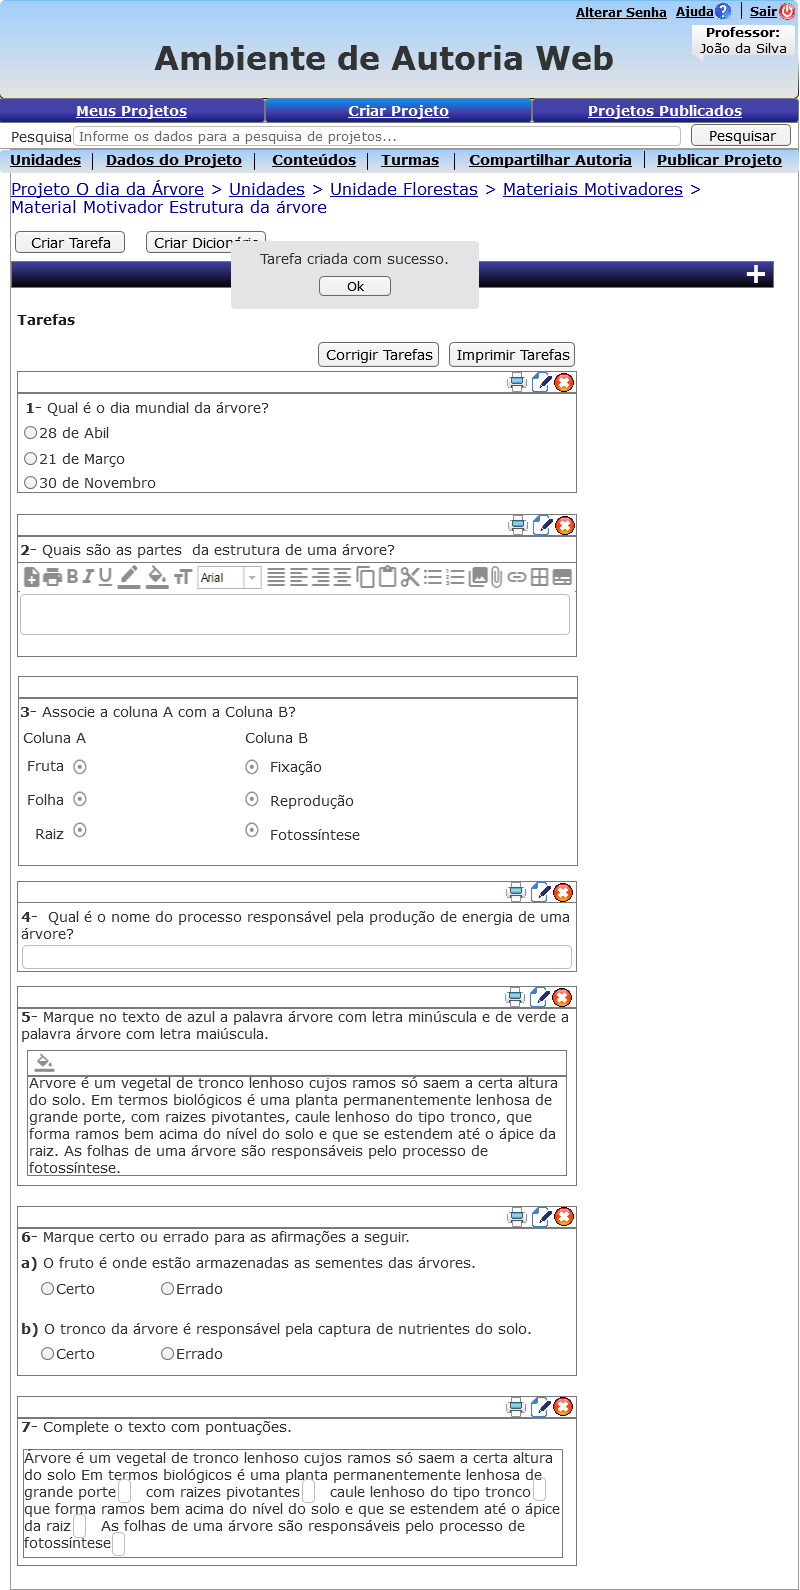 Alterar Senha Ajuda Sair
Professor:
João da Silva
Ambiente de Autoria Web
Meus Projetos Criar Projeto Projetos Publicados
Pesquisa Informe os dados para a pesquisa de projetos... Pesquisar
Unidades Dados do Projeto Conteúdos Turmas Compartilhar Autoria Publicar Projeto
Projeto O dia da Árvore > Unidades > Unidade Florestas > Materiais Motivadores >
Material Motivador Estrutura da árvore
Criar Tarefa Criar Dicionário
Tarefa criada com sucesso.
Ok
Tarefas
Corrigir Tarefas Imprimir Tarefas
1- Qual é o dia mundial da árvore?
28 de Abil
21 de Março
30 de Novembro
2- Quais são as partes da estrutura de uma árvore?
B I U Arial
3- Associe a coluna A com a Coluna B?
Coluna A Coluna B
Fruta Fixação
Folha Reprodução
Raiz Fotossíntese
4- Qual é o nome do processo responsável pela produção de energia de uma
árvore?
5- Marque no texto de azul a palavra árvore com letra minúscula e de verde a
palavra árvore com letra maiúscula.
Árvore é um vegetal de tronco lenhoso cujos ramos só saem a certa altura
do solo. Em termos biológicos é uma planta permanentemente lenhosa de
grande porte, com raizes pivotantes, caule lenhoso do tipo tronco, que
forma ramos bem acima do nível do solo e que se estendem até o ápice da
raiz. As folhas de uma árvore são responsáveis pelo processo de
fotossíntese.
6- Marque certo ou errado para as afirmações a seguir.
a) O fruto é onde estão armazenadas as sementes das árvores.
Certo Errado
b) O tronco da árvore é responsável pela captura de nutrientes do solo.
Certo Errado
7- Complete o texto com pontuações.
Árvore é um vegetal de tronco lenhoso cujos ramos só saem a certa altura
do solo Em termos biológicos é uma planta permanentemente lenhosa de
grande porte com raizes pivotantes caule lenhoso do tipo tronco
que forma ramos bem acima do nível do solo e que se estendem até o ápice
da raiz As folhas de uma árvore são responsáveis pelo processo de
fotossíntese